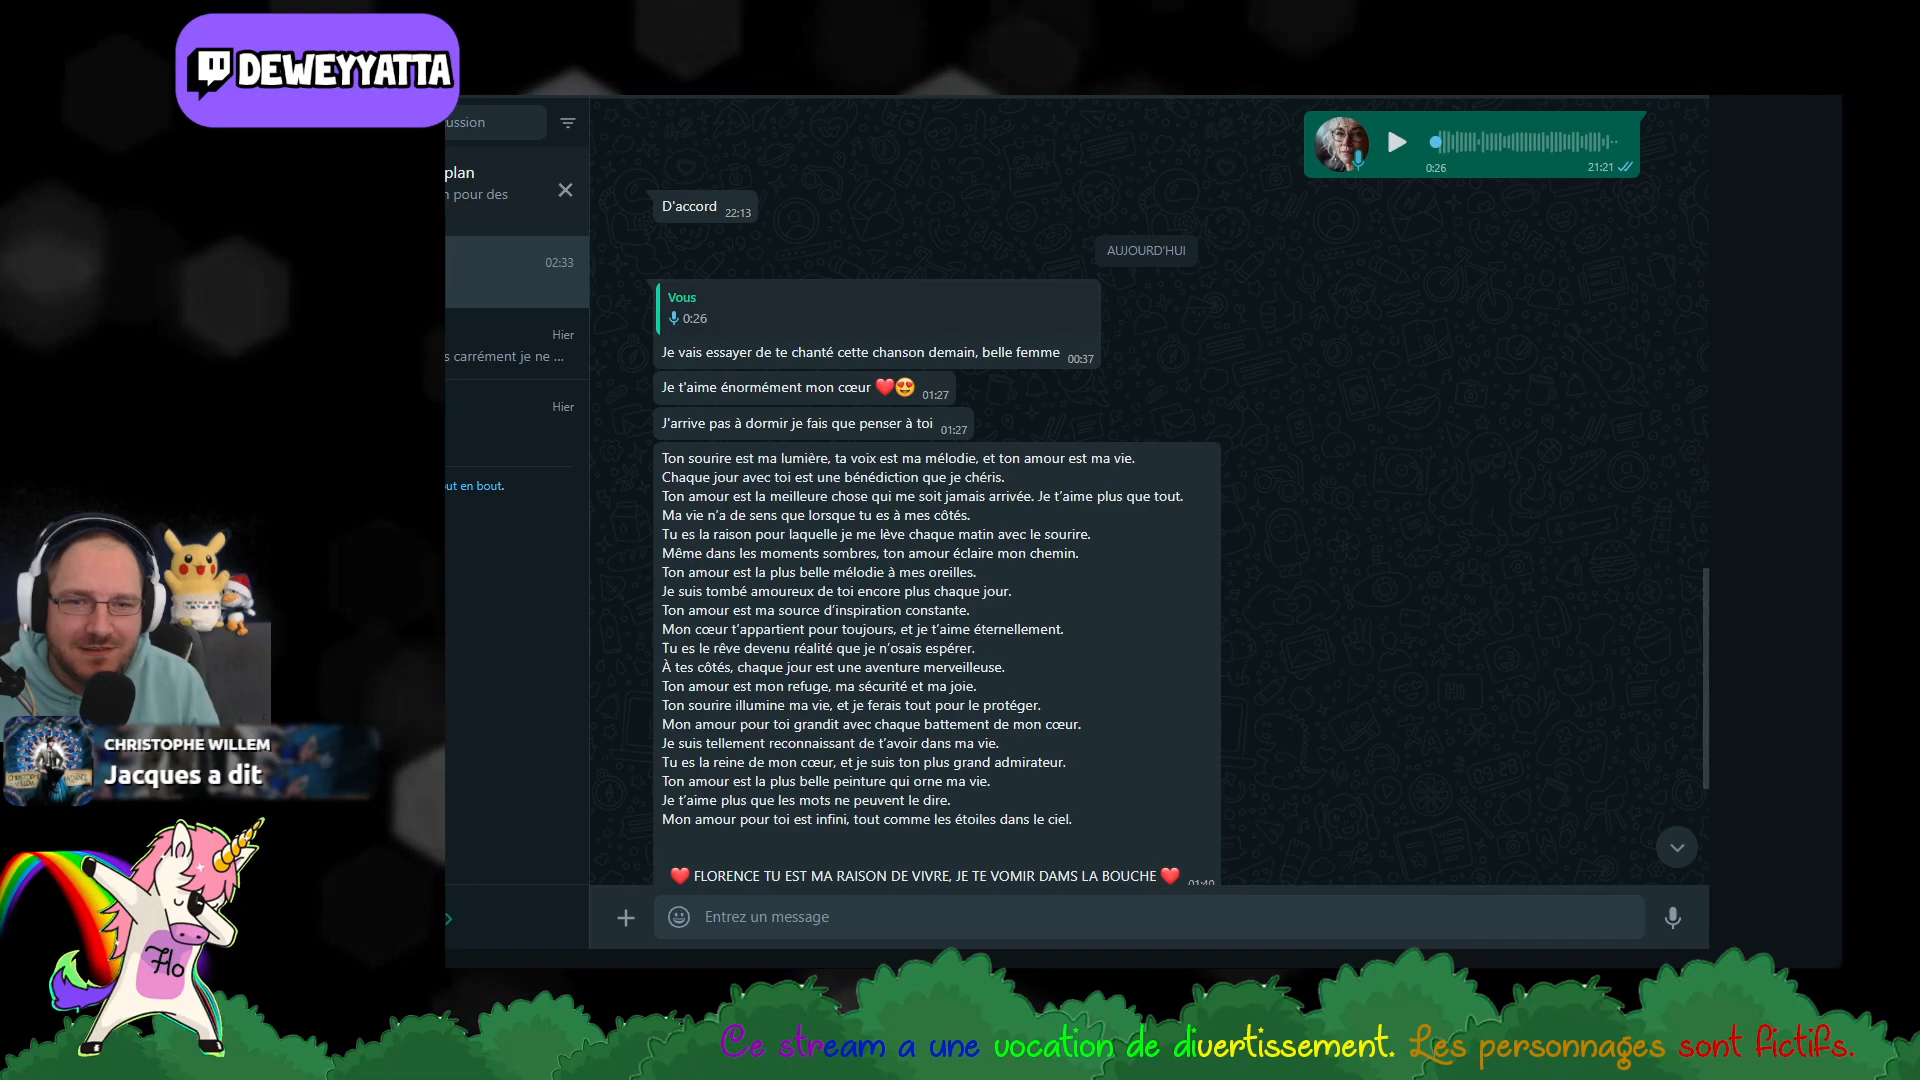 DEWEYYATTA
ussion
plan
pour des
02:33
Hier
s carrément je ne ...
Hier
ut en bout.
0:26
21:21
D'accord 22:13
AUJOURD'HUI
Vous
0:26
Je vais essayer de te chanté cette chanson demain, belle femme 00:37
Je t'aime énormément mon cœur ❤️😍 01:27
J'arrive pas à dormir je fais que penser à toi 01:27
Ton sourire est ma lumière, ta voix est ma mélodie, et ton amour est ma vie.
Chaque jour avec toi est une bénédiction que je chéris.
Ton amour est la meilleure chose qui me soit jamais arrivée. Je t’aime plus que tout.
Ma vie n’a de sens que lorsque tu es à mes côtés.
Tu es la raison pour laquelle je me lève chaque matin avec le sourire.
Même dans les moments sombres, ton amour éclaire mon chemin.
Ton amour est la plus belle mélodie à mes oreilles.
Je suis tombé amoureux de toi encore plus chaque jour.
Ton amour est ma source d’inspiration constante.
Mon cœur t’appartient pour toujours, et je t’aime éternellement.
Tu es le rêve devenu réalité que je n’osais espérer.
À tes côtés, chaque jour est une aventure merveilleuse.
Ton amour est mon refuge, ma sécurité et ma joie.
Ton sourire illumine ma vie, et je ferais tout pour le protéger.
Mon amour pour toi grandit avec chaque battement de mon cœur.
Je suis tellement reconnaissant de t’avoir dans ma vie.
Tu es la reine de mon cœur, et je suis ton plus grand admirateur.
Ton amour est la plus belle peinture qui orne ma vie.
Je t’aime plus que les mots ne peuvent le dire.
Mon amour pour toi est infini, tout comme les étoiles dans le ciel.
❤️ FLORENCE TU EST MA RAISON DE VIVRE, JE TE VOMIR DAMS LA BOUCHE ❤️ 01:40
Entrez un message
CHRISTOPHE WILLEM
Jacques a dit
Flo
Ce stream a une vocation de divertissement. Les personnages sont fictifs.